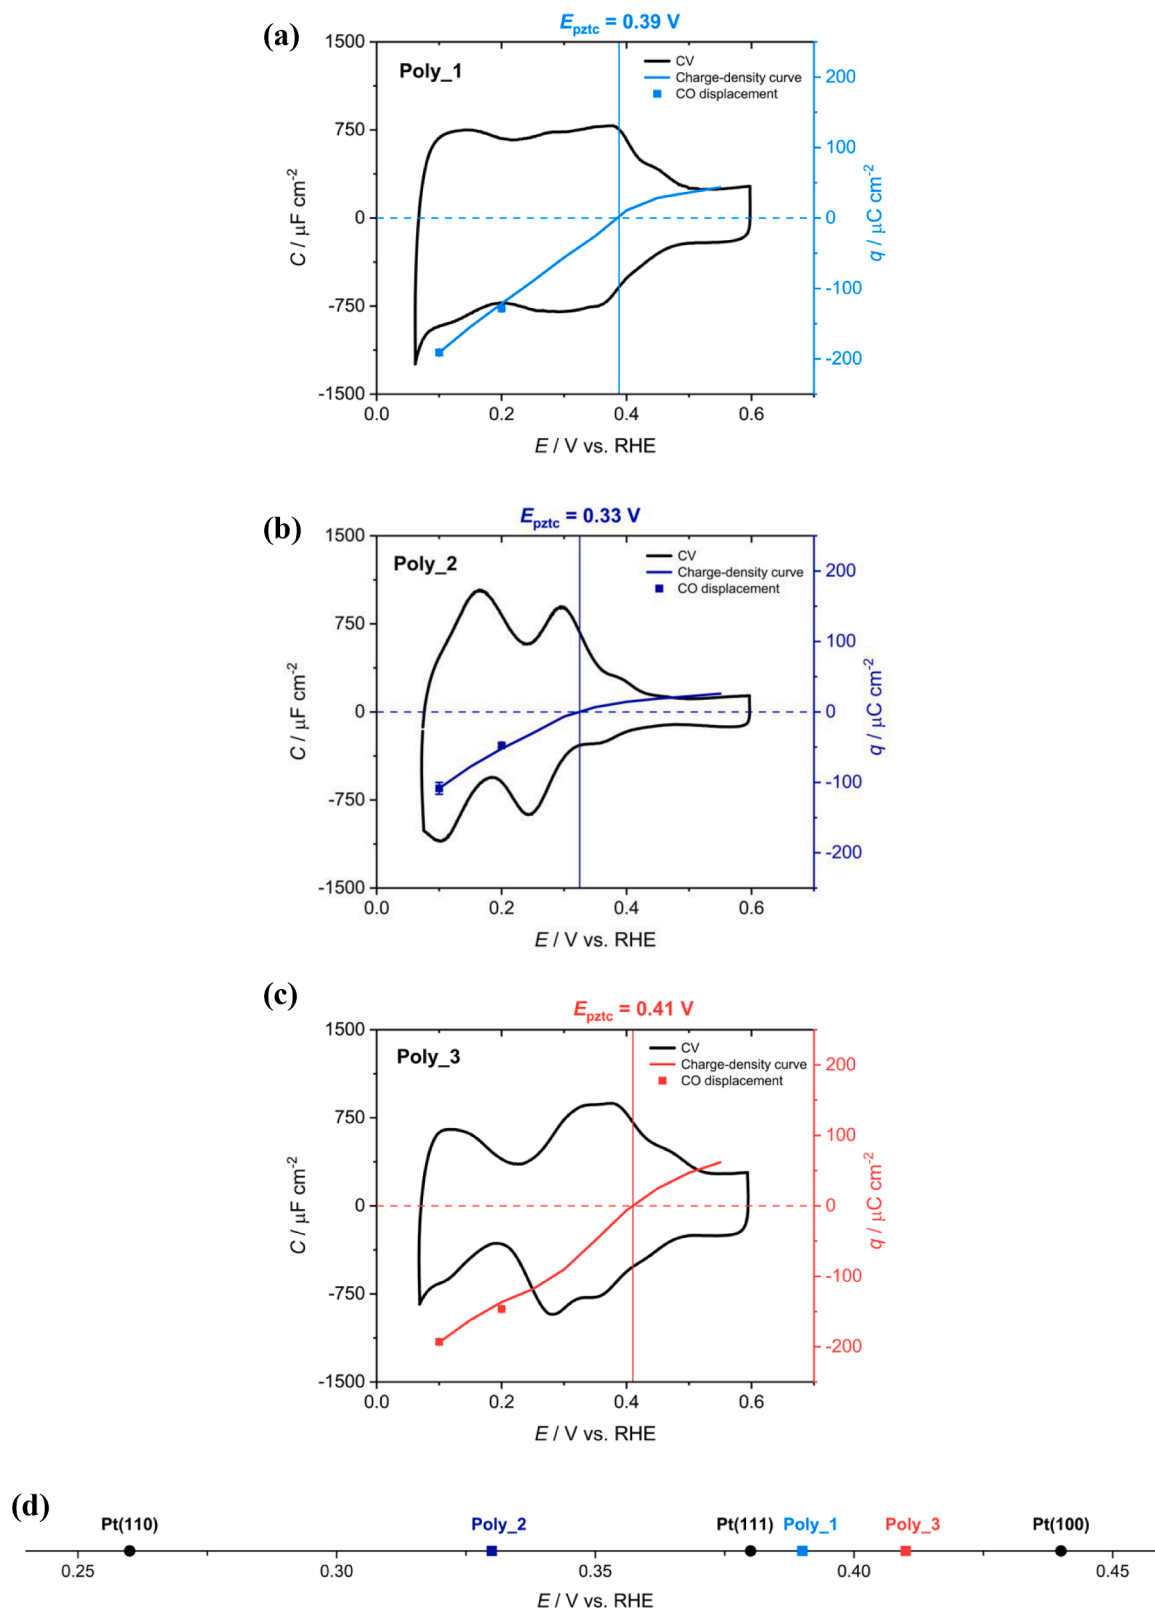 (a)
E_pztc = 0.39 V
Poly_1
CV
Charge-density curve
CO displacement
1500
750
0
-750
-1500
C / μF cm⁻²
200
100
0
-100
-200
q / μC cm⁻²
0.0 0.2 0.4 0.6
E / V vs. RHE
(b)
E_pztc = 0.33 V
Poly_2
CV
Charge-density curve
CO displacement
1500
750
0
-750
-1500
C / μF cm⁻²
200
100
0
-100
-200
q / μC cm⁻²
0.0 0.2 0.4 0.6
E / V vs. RHE
(c)
E_pztc = 0.41 V
Poly_3
CV
Charge-density curve
CO displacement
1500
750
0
-750
-1500
C / μF cm⁻²
200
100
0
-100
-200
q / μC cm⁻²
0.0 0.2 0.4 0.6
E / V vs. RHE
(d)
Pt(110) Poly_2 Pt(111) Poly_1 Poly_3 Pt(100)
0.25 0.30 0.35 0.40 0.45
E / V vs. RHE